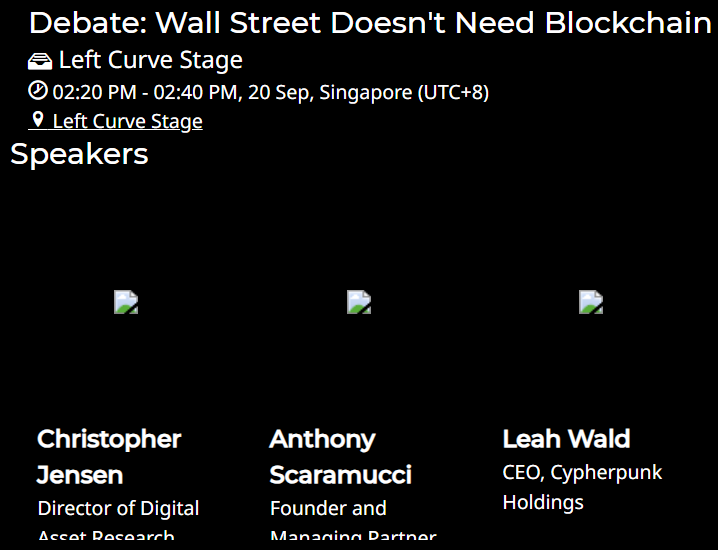 Debate: Wall Street Doesn't Need Blockchain
Left Curve Stage
02:20 PM - 02:40 PM, 20 Sep, Singapore (UTC+8)
Left Curve Stage
Speakers
Christopher
Jensen
Director of Digital
Asset Research
Anthony
Scaramucci
Founder and
Managing Partner
Leah Wald
CEO, Cypherpunk
Holdings